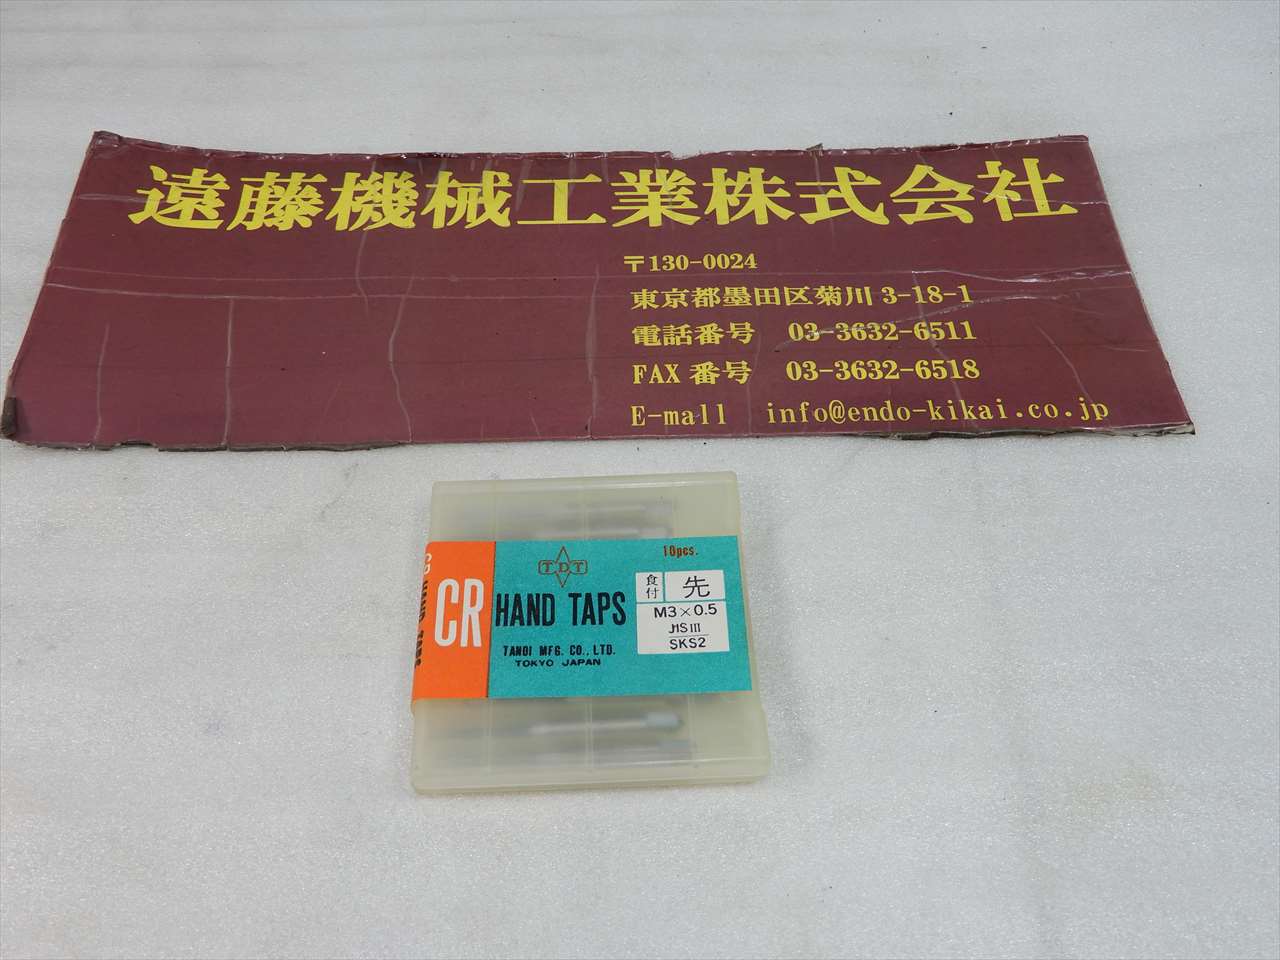 遠藤機械工業株式会社
〒130-0024
東京都墨田区菊川 3-18-1
電話番号 03-3632-6511
FAX 番号 03-3632-6518
E-mall info@endo-kikai.co.jp
CR
TDT
HAND TAPS
TANOI MFG. CO., LTD.
TOKYO JAPAN
10pcs.
食付 先
M3×0.5
JIS III
SKS2